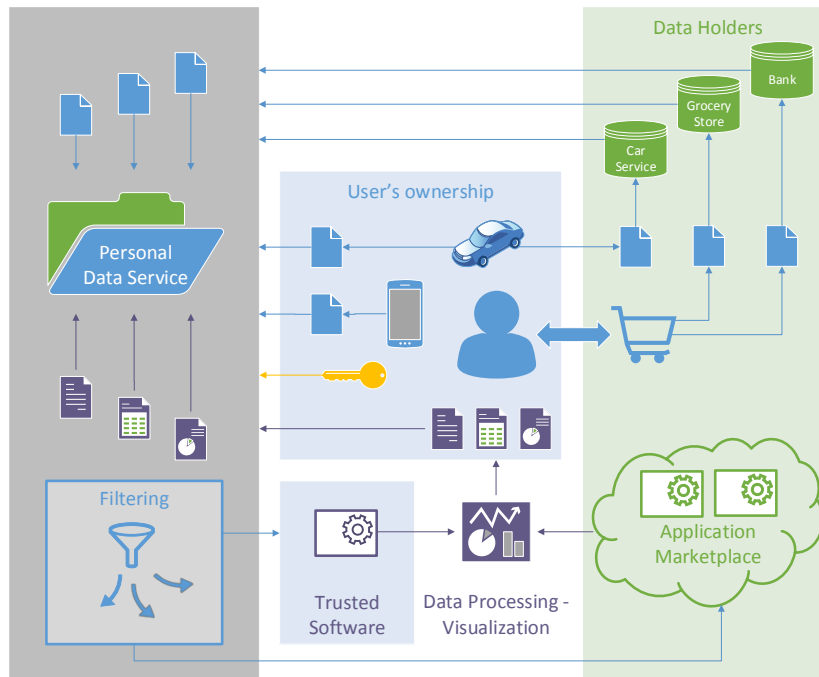 Data Holders
Bank
Grocery
Store
Car
Service
User's ownership
Personal
Data Service
Filtering
Trusted
Software
Data Processing -
Visualization
Application
Marketplace